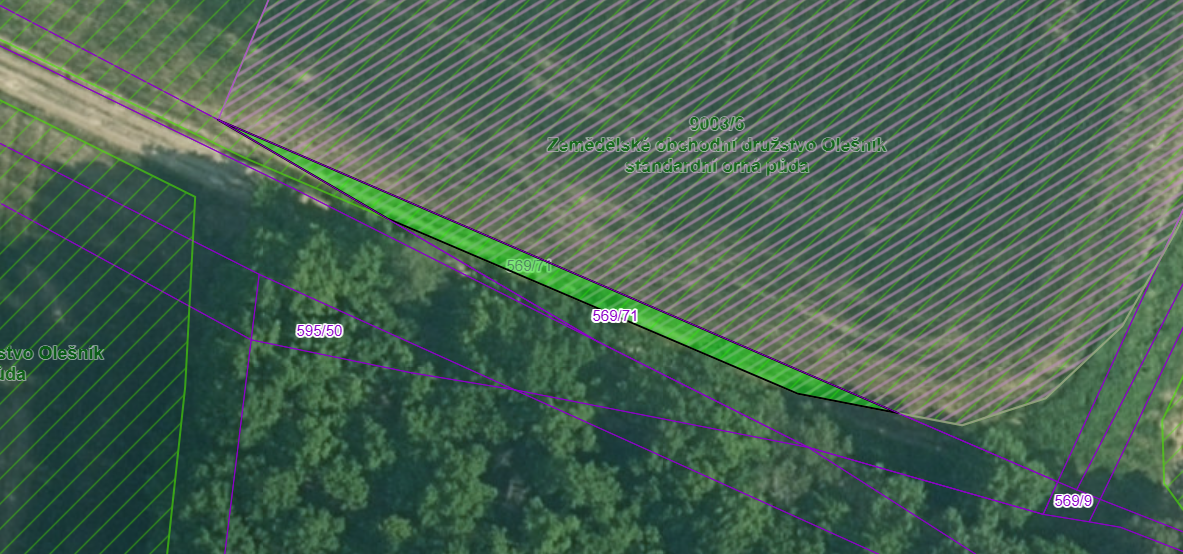 9003/6
Zemědělské obchodní družstvo Olešník
standardní orná půda
569/71
569/71
595/50
stvo Olešník
ůda
569/9